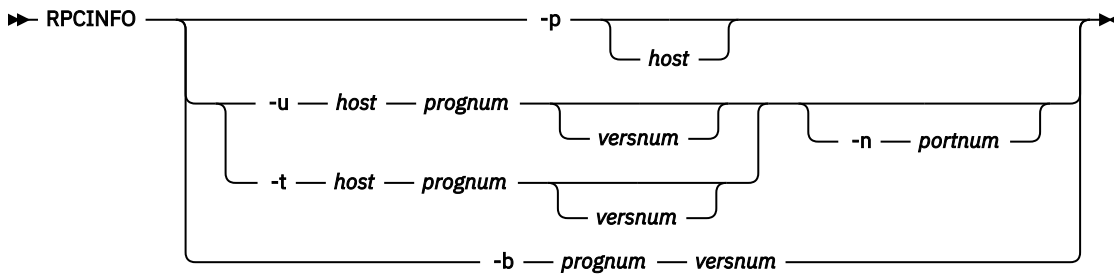 RPCINFO -p
host
-u host prognum
versnum -n portnum
-t host prognum
versnum
-b prognum versnum